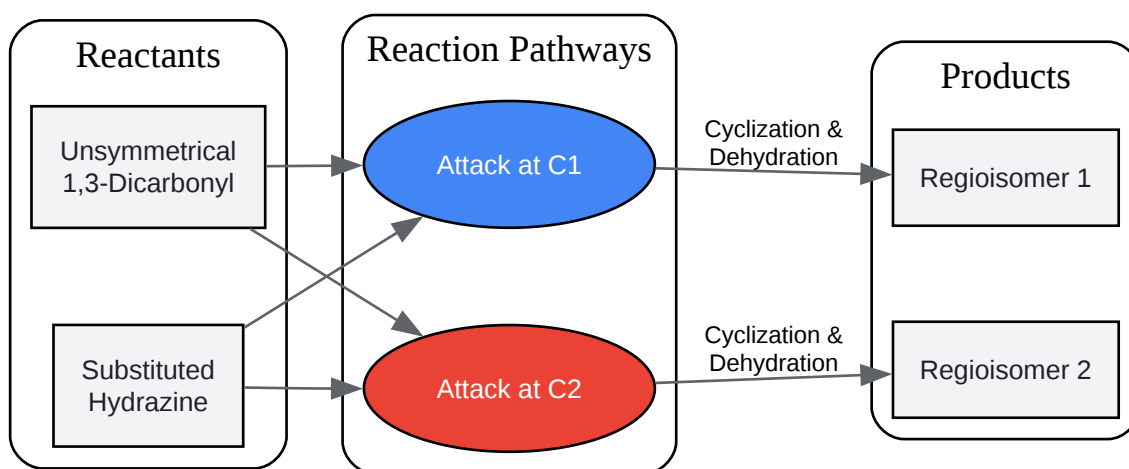 Reactants
Unsymmetrical
1,3-Dicarbonyl
Substituted
Hydrazine
Reaction Pathways
Attack at C1
Attack at C2
Cyclization &
Dehydration
Cyclization &
Dehydration
Products
Regioisomer 1
Regioisomer 2